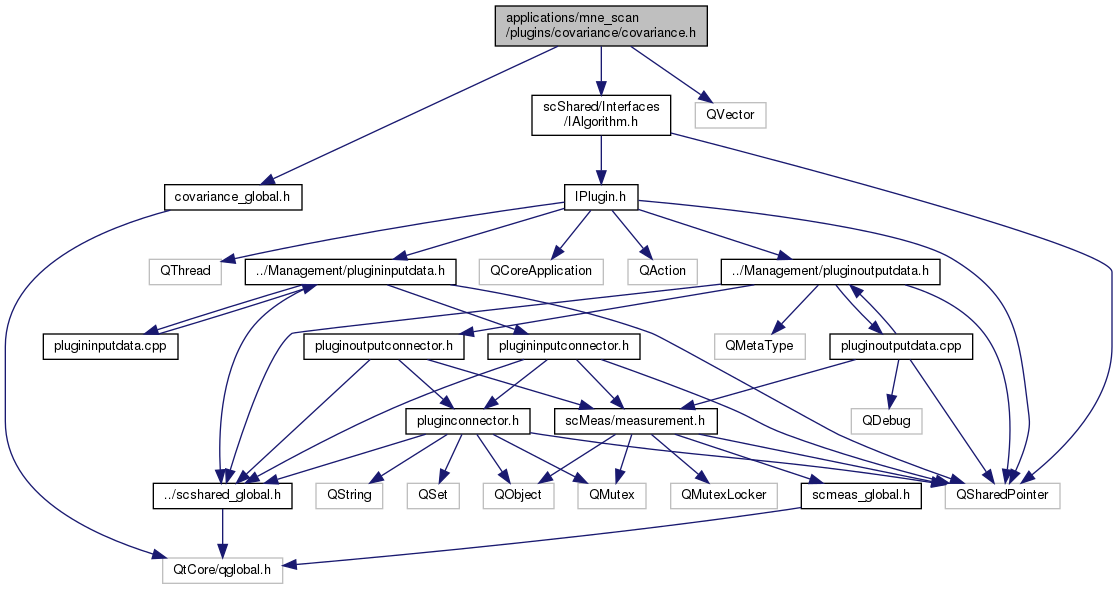 applications/mne_scan
/plugins/covariance/covariance.h
scShared/Interfaces
/IAlgorithm.h
QVector
covariance_global.h
IPlugin.h
QThread
../Management/plugininputdata.h
QCoreApplication
QAction
../Management/pluginoutputdata.h
plugininputdata.cpp
pluginoutputconnector.h
plugininputconnector.h
QMetaType
pluginoutputdata.cpp
pluginconnector.h
scMeas/measurement.h
QDebug
../scshared_global.h
QString
QSet
QObject
QMutex
QMutexLocker
scmeas_global.h
QSharedPointer
QtCore/qglobal.h